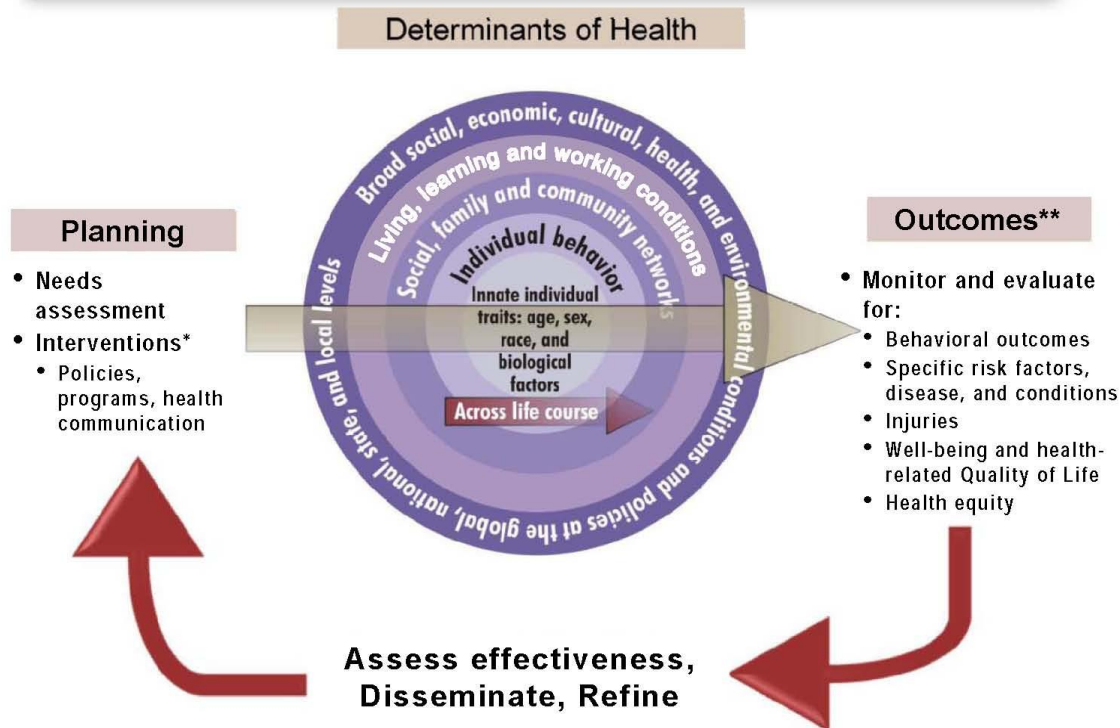 Determinants of Health
Planning
• Needs
assessment
• Interventions*
• Policies,
programs, health
communication
Broad social, economic, cultural, health, and environmental conditions and policies at the global, national, state, and local levels
Living, learning and working conditions
Social, family and community networks
Individual behavior
Innate individual
traits: age, sex,
race, and
biological
factors
Across life course
Outcomes**
• Monitor and evaluate
for:
• Behavioral outcomes
• Specific risk factors,
disease, and conditions
• Injuries
• Well-being and health-
related Quality of Life
• Health equity
Assess effectiveness,
Disseminate, Refine